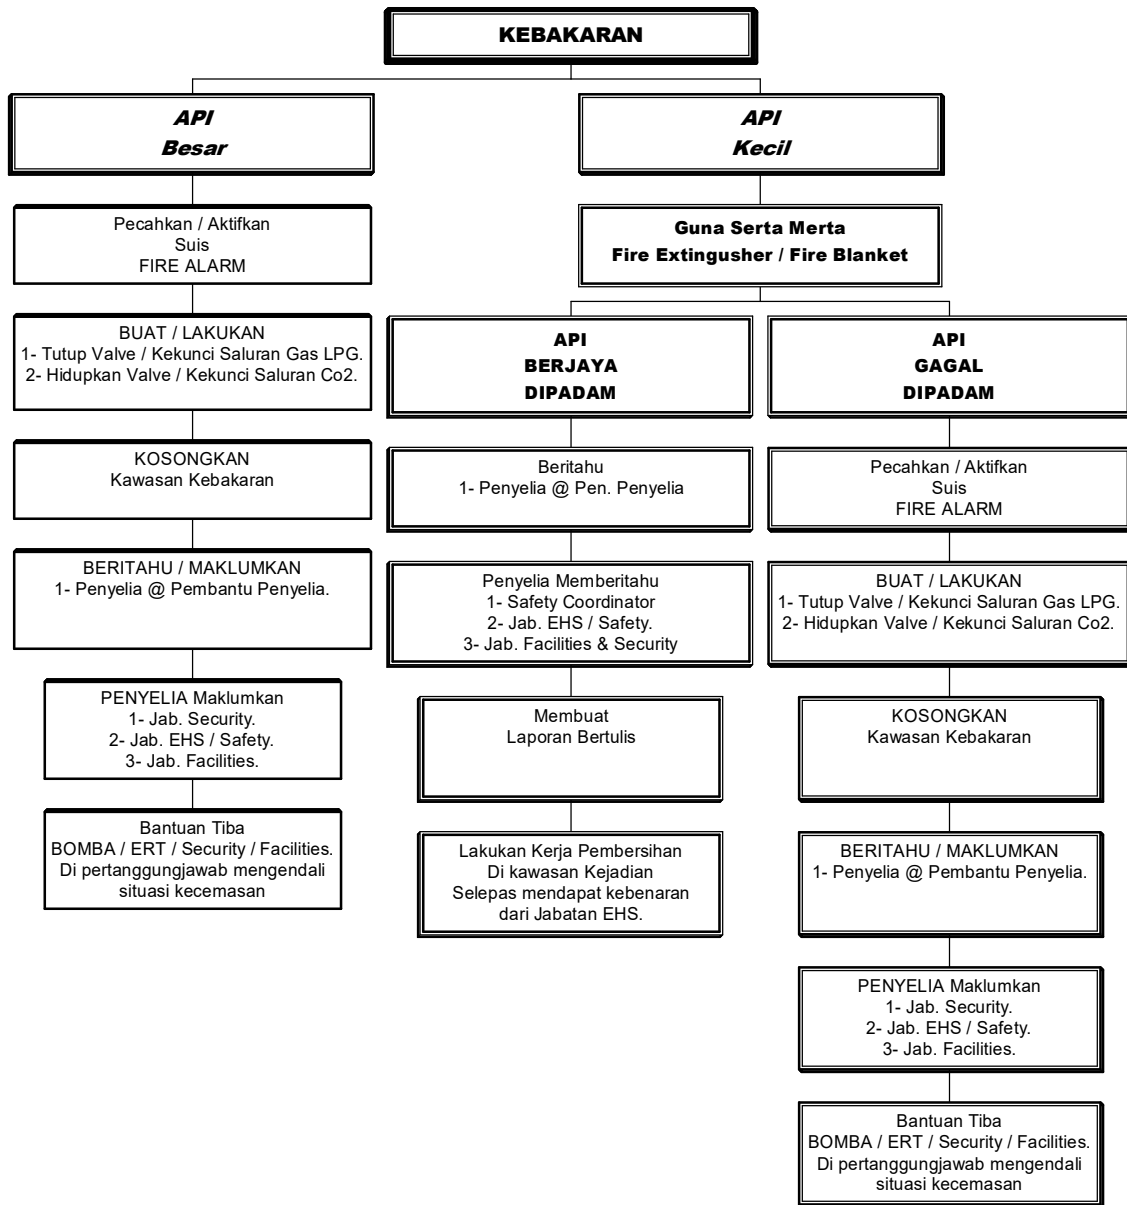 KEBAKARAN
API
Besar
Pecahkan / Aktifkan
Suis
FIRE ALARM
BUAT / LAKUKAN
1- Tutup Valve / Kekunci Saluran Gas LPG.
2- Hidupkan Valve / Kekunci Saluran Co2.
KOSONGKAN
Kawasan Kebakaran
BERITAHU / MAKLUMKAN
1- Penyelia @ Pembantu Penyelia.
PENYELIA Maklumkan
1- Jab. Security.
2- Jab. EHS / Safety.
3- Jab. Facilities.
Bantuan Tiba
BOMBA / ERT / Security / Facilities.
Di pertanggungjawab mengendali
situasi kecemasan
API
Kecil
Guna Serta Merta
Fire Extingusher / Fire Blanket
API
BERJAYA
DIPADAM
Beritahu
1- Penyelia @ Pen. Penyelia
Penyelia Memberitahu
1- Safety Coordinator
2- Jab. EHS / Safety.
3- Jab. Facilities & Security
Membuat
Laporan Bertulis
Lakukan Kerja Pembersihan
Di kawasan Kejadian
Selepas mendapat kebenaran
dari Jabatan EHS.
API
GAGAL
DIPADAM
Pecahkan / Aktifkan
Suis
FIRE ALARM
BUAT / LAKUKAN
1- Tutup Valve / Kekunci Saluran Gas LPG.
2- Hidupkan Valve / Kekunci Saluran Co2.
KOSONGKAN
Kawasan Kebakaran
BERITAHU / MAKLUMKAN
1- Penyelia @ Pembantu Penyelia.
PENYELIA Maklumkan
1- Jab. Security.
2- Jab. EHS / Safety.
3- Jab. Facilities.
Bantuan Tiba
BOMBA / ERT / Security / Facilities.
Di pertanggungjawab mengendali
situasi kecemasan